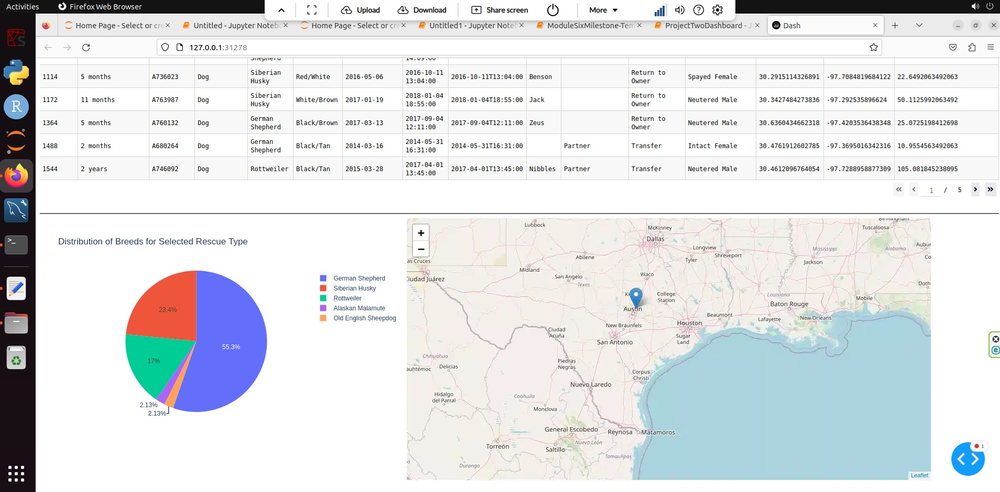 Activities
Firefox Web Browser
Upload
Download
Share screen
More
Home Page - Select or cre
Untitled - Jupyter Notebo
Home Page - Select or cre
Untitled1 - Jupyter Noteb
ModuleSixMilestone-Tem
ProjectTwoDashboard - J
Dash
127.0.0.1:31278
Shepherd 14:09:00
1114 5 months A736023 Dog Siberian Husky Red/White 2016-05-06 2016-10-11 13:04:00 2016-10-11T13:04:00 Benson Return to Owner Spayed Female 30.2915114326891 -97.7084819684122 22.6492063492063
1172 11 months A763987 Dog Siberian Husky White/Brown 2017-01-19 2018-01-04 18:55:00 2018-01-04T18:55:00 Jack Return to Owner Neutered Male 30.3427484273836 -97.292535896624 50.1125992063492
1364 5 months A760132 Dog German Shepherd Black/Brown 2017-03-13 2017-09-04 12:11:00 2017-09-04T12:11:00 Zeus Return to Owner Neutered Male 30.6360434662318 -97.4203536438348 25.0725198412698
1488 2 months A680264 Dog German Shepherd Black/Tan 2014-03-16 2014-05-31 16:31:00 2014-05-31T16:31:00 Partner Transfer Intact Female 30.4761912602785 -97.3695016342316 10.9554563492063
1544 2 years A746092 Dog Rottweiler Black/Tan 2015-03-28 2017-04-01 13:45:00 2017-04-01T13:45:00 Nibbles Partner Transfer Neutered Male 30.4612096764054 -97.7288958877309 105.081845238095
« ‹ 1 / 5 › »
Distribution of Breeds for Selected Rescue Type
German Shepherd
Siberian Husky
Rottweiler
Alaskan Malamute
Old English Sheepdog
23.4%
55.3%
17%
2.13%
2.13%
+
−
Lubbock
McKinney
Birmingham
Tuscaloosa
Dallas
Longview
Mississippi
Alabama
Aubur
as Cruces
Abilene
Tyler
Shreveport
Jackson
Co
Midland
San Angelo
Waco
Ciudad Juárez
Texas
Doth
Ki
College Station
Louisiana
Mobile
Austin
Baton Rouge
Beaumont
Lafayette
New Orleans
New Braunfels
Houston
Ciudad Acuña
San Antonio
Sugar Land
Chihuahua
Piedras Negras
auhtémoc
Delicias
Corpus Christi
Nuevo Laredo
Hidalgo del Parral
Coahuila
Monclova
General Escobedo
Reynosa
Matamoros
Torreón
Saltillo
Nuevo León
Tamaulipas
Durango
Leaflet
1